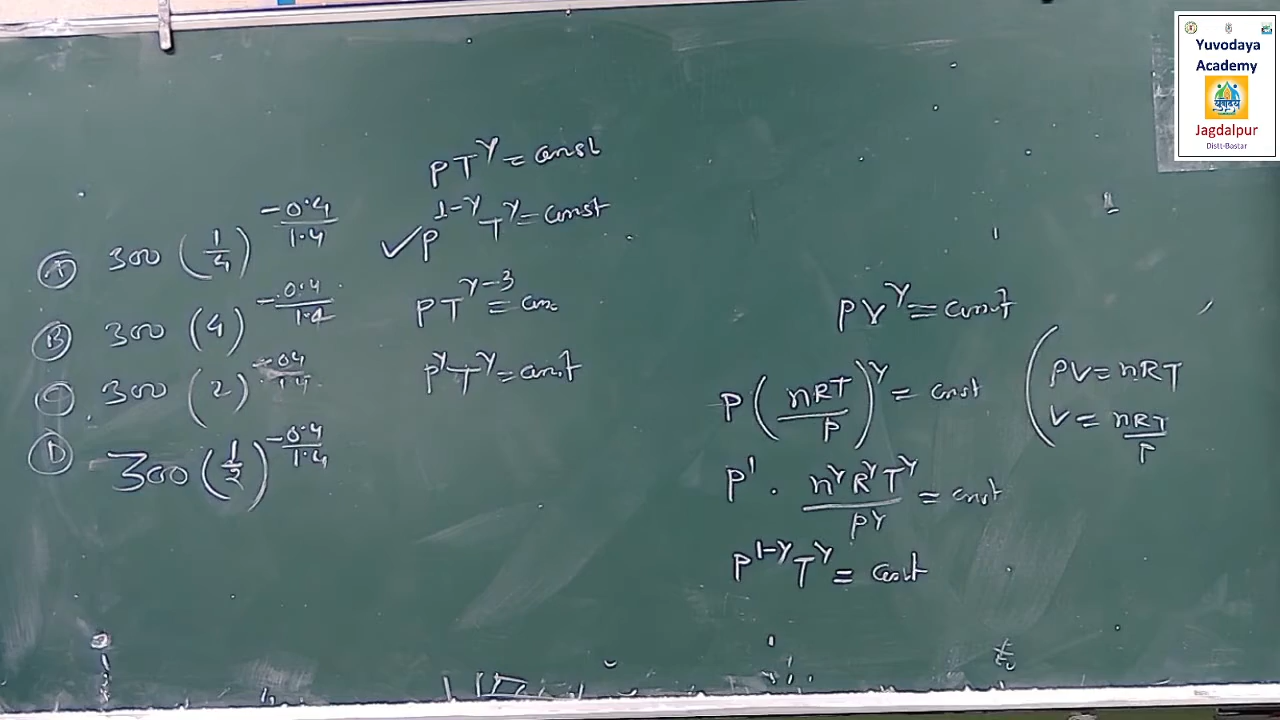 Yuvodaya
Academy
युवोदय
Jagdalpur
Distt-Bastar
(A) 300 (1/4)^(-0.4/1.4)
(B) 300 (4)^(-0.4/1.4)
(C) 300 (2)^(-0.4/1.4)
(D) 300 (1/2)^(-0.4/1.4)
PT^γ = const
✓ P^(1-γ) T^γ = const
PT^(γ-3) = con
P^γ T^γ = const
PV^γ = const
P (nRT/P)^γ = const
(PV = nRT
V = nRT/P
P^1 . n^γ R^γ T^γ / P^γ = const
P^(1-γ) T^γ = const